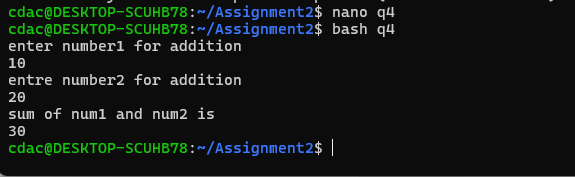 cdac@DESKTOP-SCUHB78:~/Assignment2$ nano q4
cdac@DESKTOP-SCUHB78:~/Assignment2$ bash q4
enter number1 for addition
10
entre number2 for addition
20
sum of num1 and num2 is
30
cdac@DESKTOP-SCUHB78:~/Assignment2$